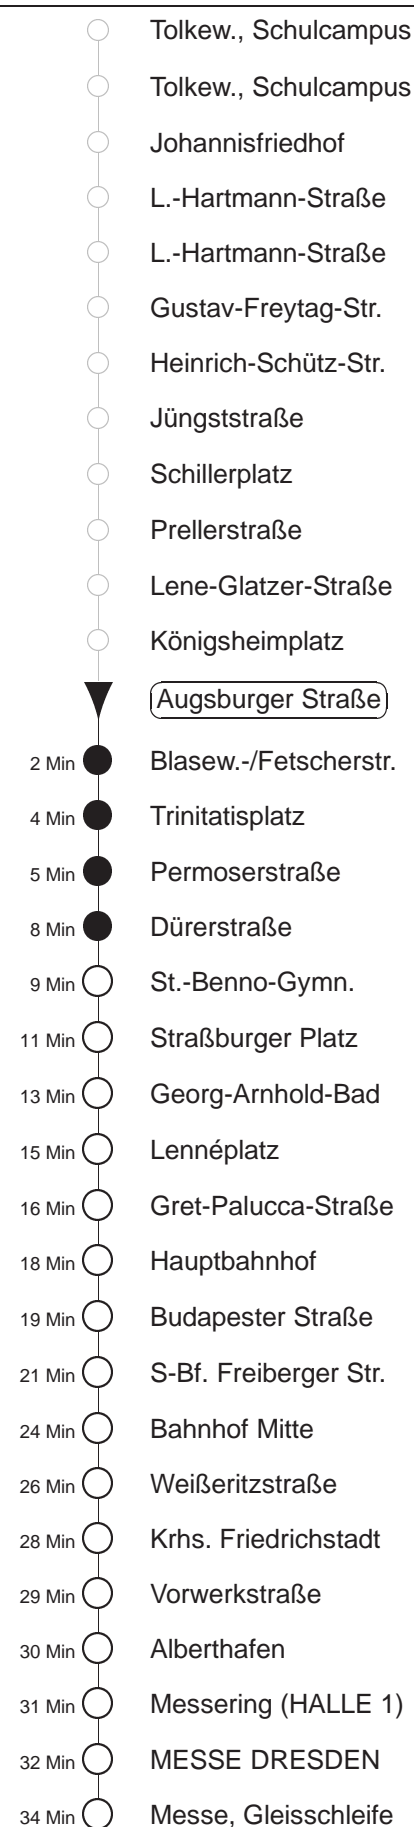 Tolkew., Schulcampus
Tolkew., Schulcampus
Johannisfriedhof
L.-Hartmann-Straße
L.-Hartmann-Straße
Gustav-Freytag-Str.
Heinrich-Schütz-Str.
Jüngststraße
Schillerplatz
Prellerstraße
Lene-Glatzer-Straße
Königsheimplatz
Augsburger Straße
2 Min Blasew.-/Fetscherstr.
4 Min Trinitatisplatz
5 Min Permoserstraße
8 Min Dürerstraße
9 Min St.-Benno-Gymn.
11 Min Straßburger Platz
13 Min Georg-Arnhold-Bad
15 Min Lennéplatz
16 Min Gret-Palucca-Straße
18 Min Hauptbahnhof
19 Min Budapester Straße
21 Min S-Bf. Freiberger Str.
24 Min Bahnhof Mitte
26 Min Weißeritzstraße
28 Min Krhs. Friedrichstadt
29 Min Vorwerkstraße
30 Min Alberthafen
31 Min Messering (HALLE 1)
32 Min MESSE DRESDEN
34 Min Messe, Gleisschleife